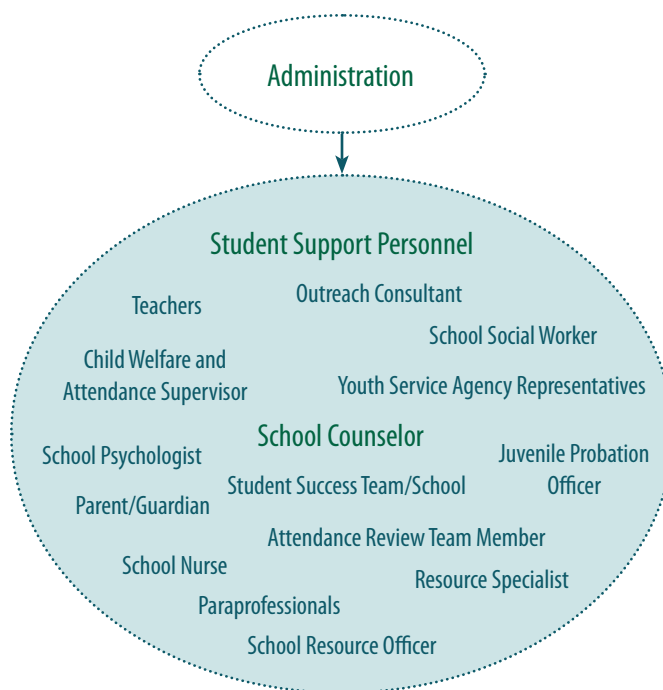 Administration
Student Support Personnel
Outreach Consultant
Teachers
School Social Worker
Child Welfare and
Attendance Supervisor
Youth Service Agency Representatives
School Counselor
School Psychologist
Juvenile Probation
Officer
Student Success Team/School
Parent/Guardian
Attendance Review Team Member
School Nurse
Resource Specialist
Paraprofessionals
School Resource Officer